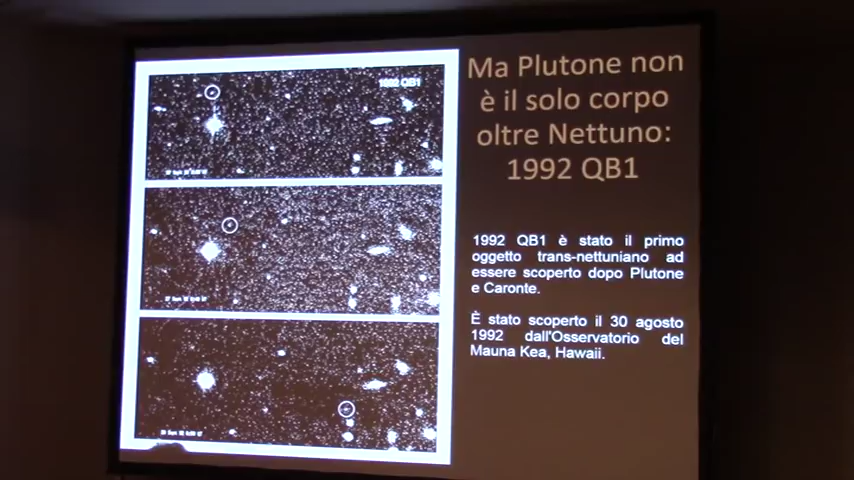 1992 QB1
Ma Plutone non
è il solo corpo
oltre Nettuno:
1992 QB1
1992 QB1 è stato il primo
oggetto trans-nettuniano ad
essere scoperto dopo Plutone
e Caronte.
È stato scoperto il 30 agosto
1992 dall'Osservatorio del
Mauna Kea, Hawaii.